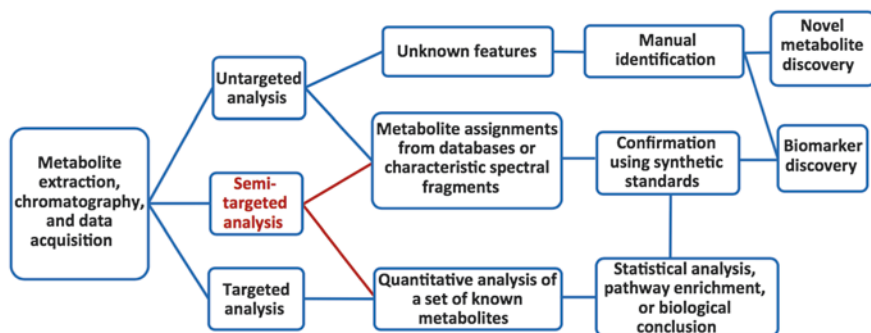 Metabolite
extraction,
chromatography,
and data
acquisition
Untargeted
analysis
Semi-
targeted
analysis
Targeted
analysis
Unknown features
Metabolite assignments
from databases or
characteristic spectral
fragments
Quantitative analysis of
a set of known
metabolites
Manual
identification
Confirmation
using synthetic
standards
Statistical analysis,
pathway enrichment,
or biological
conclusion
Novel
metabolite
discovery
Biomarker
discovery